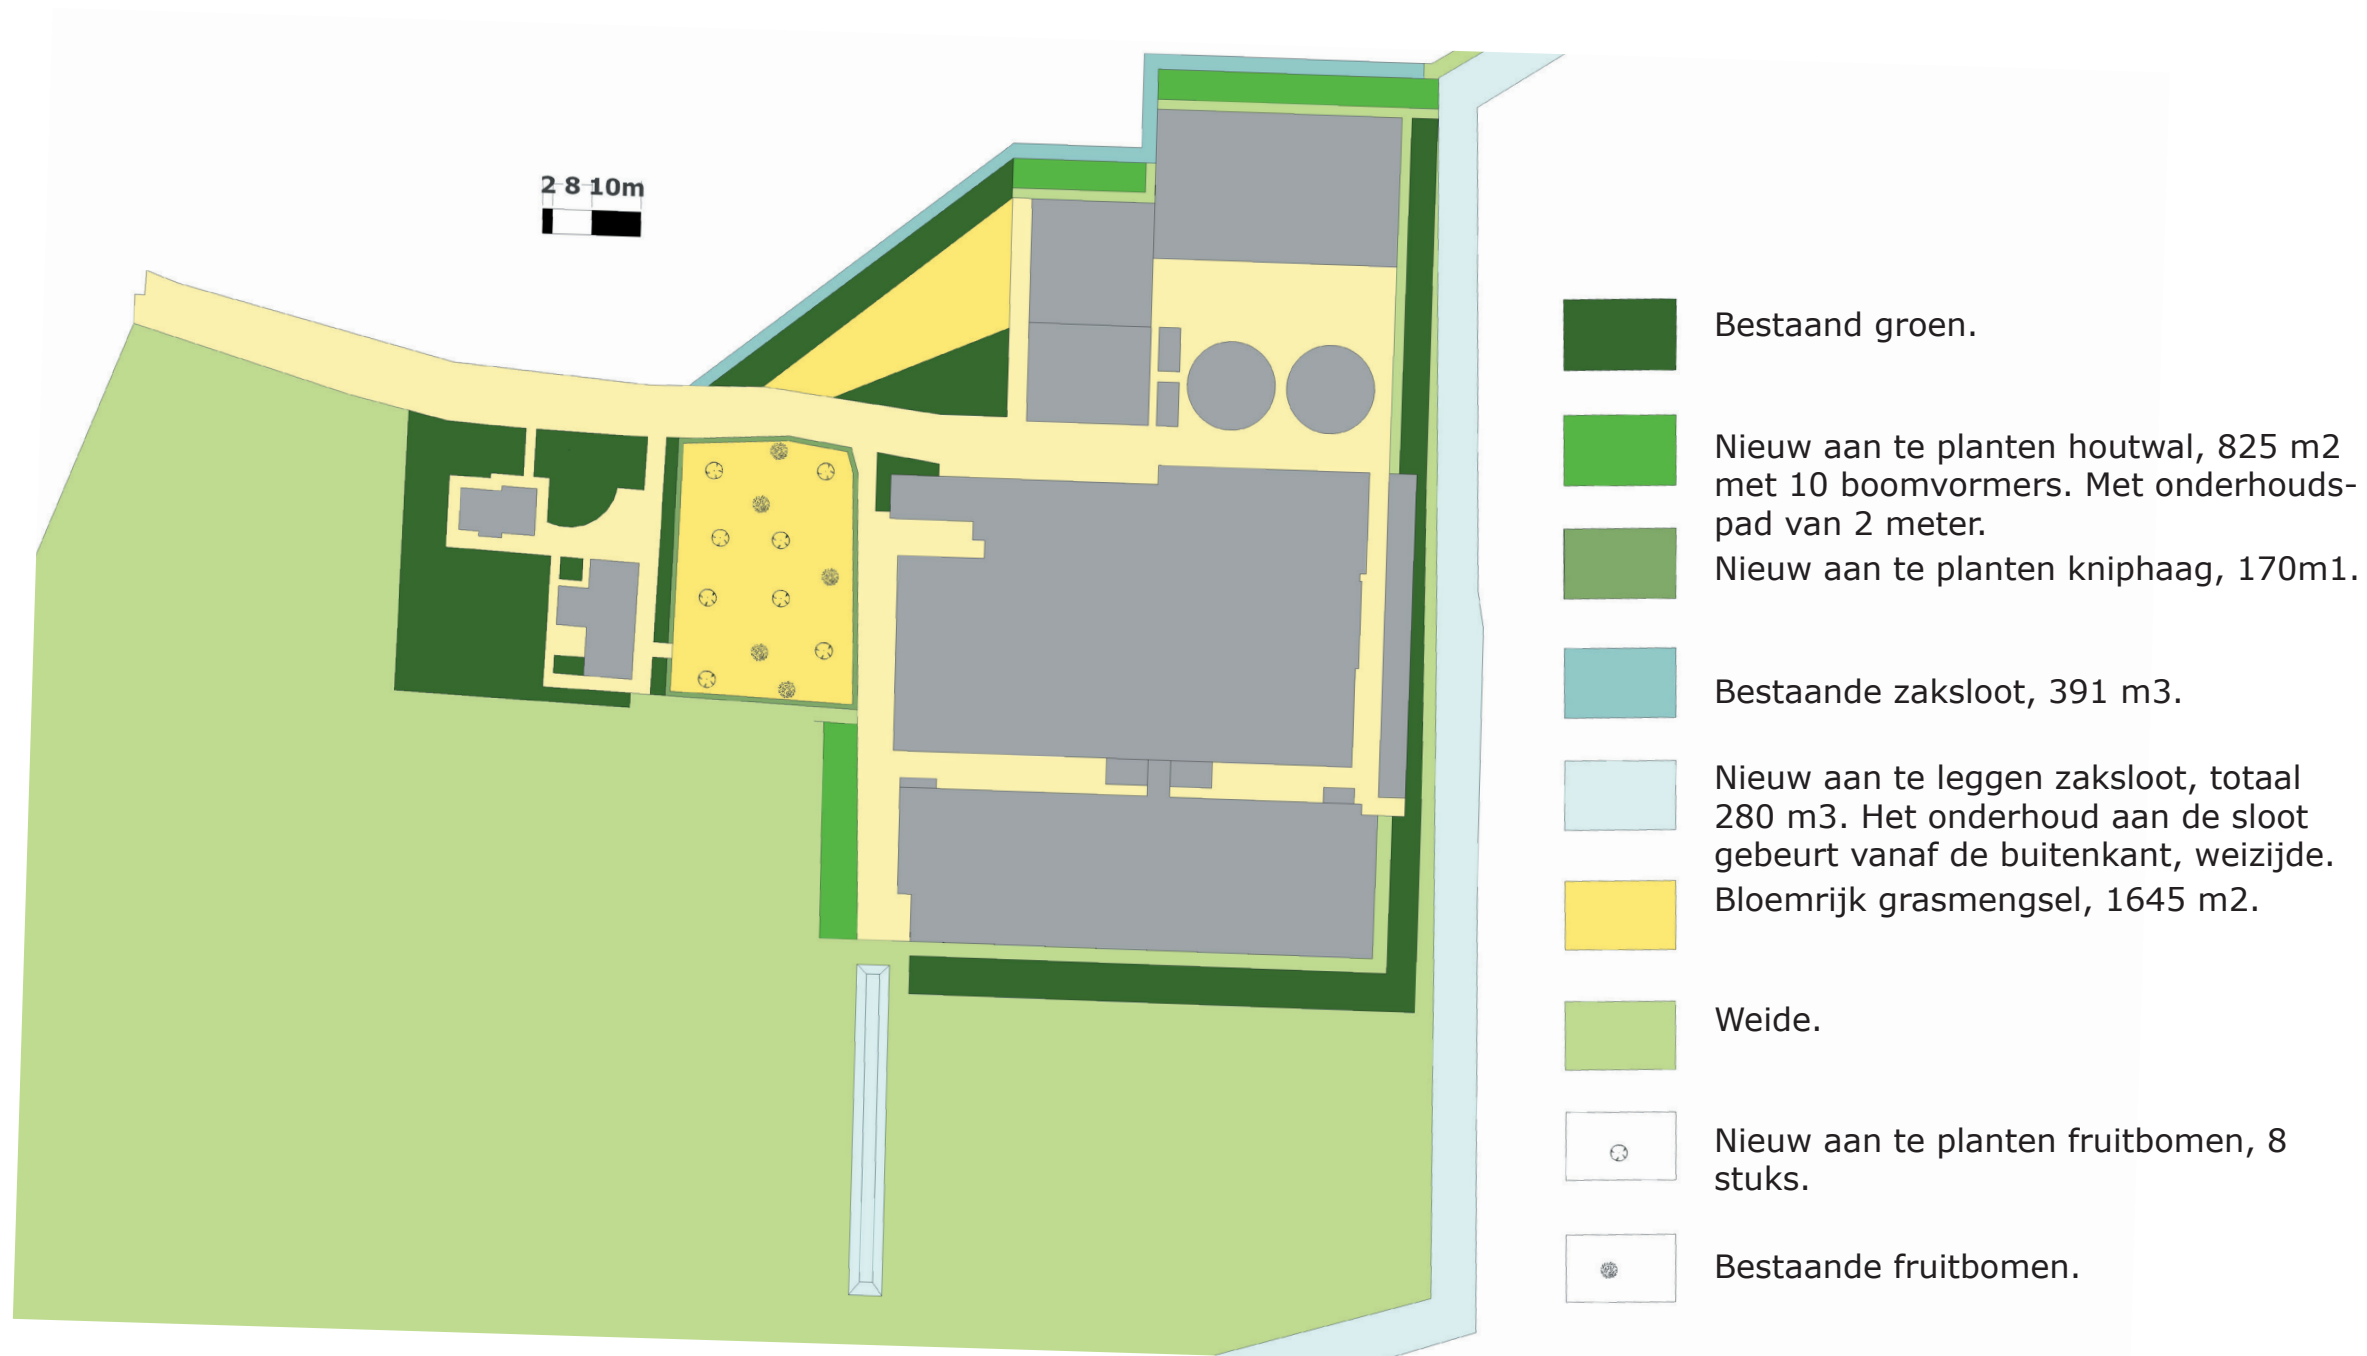 2 8 10m
Bestaand groen.
Nieuw aan te planten houtwal, 825 m2
met 10 boomvormers. Met onderhouds-
pad van 2 meter.
Nieuw aan te planten kniphaag, 170m1.
Bestaande zaksloot, 391 m3.
Nieuw aan te leggen zaksloot, totaal
280 m3. Het onderhoud aan de sloot
gebeurt vanaf de buitenkant, weizijde.
Bloemrijk grasmengsel, 1645 m2.
Weide.
Nieuw aan te planten fruitbomen, 8
stuks.
Bestaande fruitbomen.